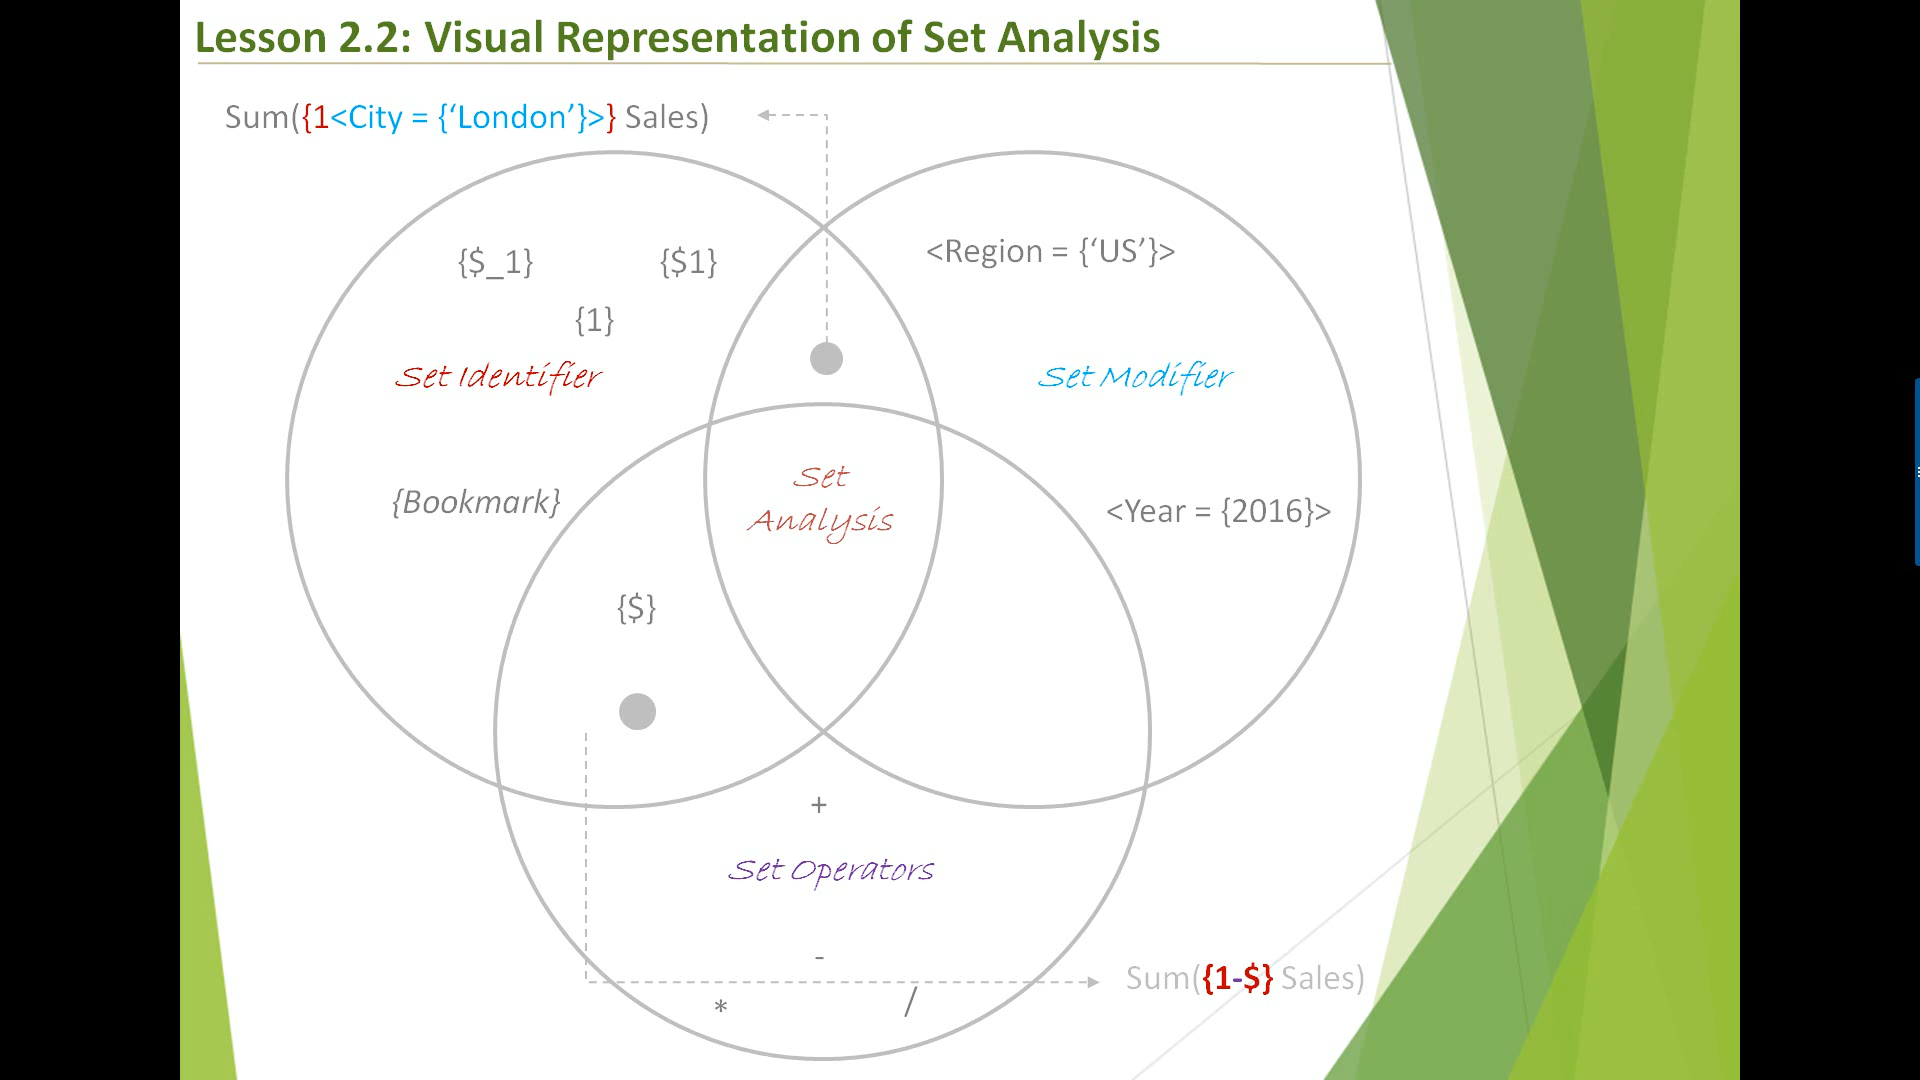 Lesson 2.2: Visual Representation of Set Analysis
Sum({1<City = {‘London’}>} Sales)
<Region = {‘US’}>
{$_1}
{$1}
{1}
Set Identifier
Set Modifier
Set
Analysis
{Bookmark}
<Year = {2016}>
{$}
+
Set Operators
-
Sum({1-$} Sales)
*
/